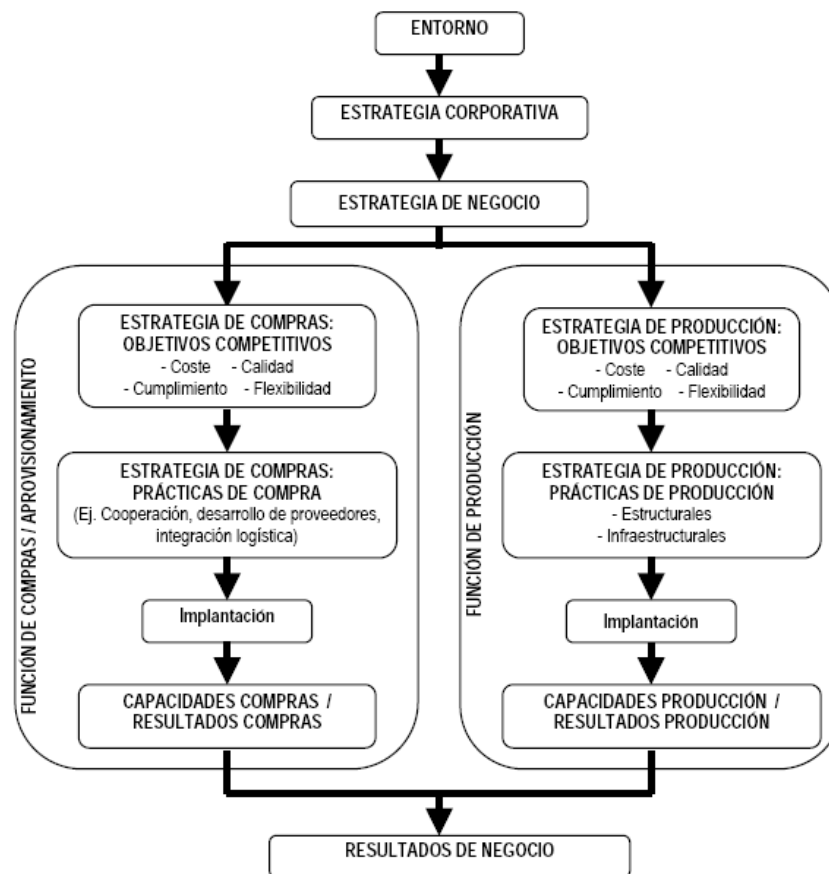 ENTORNO
ESTRATEGIA CORPORATIVA
ESTRATEGIA DE NEGOCIO
FUNCIÓN DE COMPRAS / APROVISIONAMIENTO
ESTRATEGIA DE COMPRAS:
OBJETIVOS COMPETITIVOS
- Coste - Calidad
- Cumplimiento - Flexibilidad
ESTRATEGIA DE COMPRAS:
PRÁCTICAS DE COMPRA
(Ej. Cooperación, desarrollo de proveedores,
integración logística)
Implantación
CAPACIDADES COMPRAS /
RESULTADOS COMPRAS
FUNCIÓN DE PRODUCCIÓN
ESTRATEGIA DE PRODUCCIÓN:
OBJETIVOS COMPETITIVOS
- Coste - Calidad
- Cumplimiento - Flexibilidad
ESTRATEGIA DE PRODUCCIÓN:
PRÁCTICAS DE PRODUCCIÓN
- Estructurales
- Infraestructurales
Implantación
CAPACIDADES PRODUCCIÓN /
RESULTADOS PRODUCCIÓN
RESULTADOS DE NEGOCIO